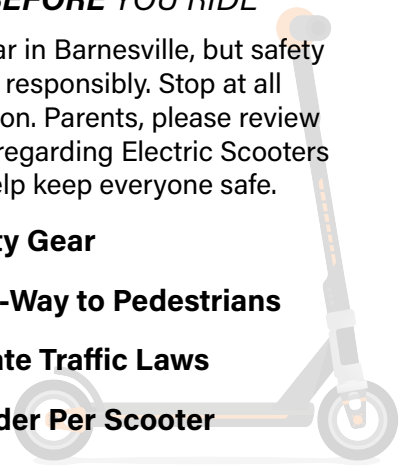 BEFORE YOU RIDE
ar in Barnesville, but safety
responsibly. Stop at all
on. Parents, please review
regarding Electric Scooters
elp keep everyone safe.
ty Gear
-Way to Pedestrians
ate Traffic Laws
der Per Scooter